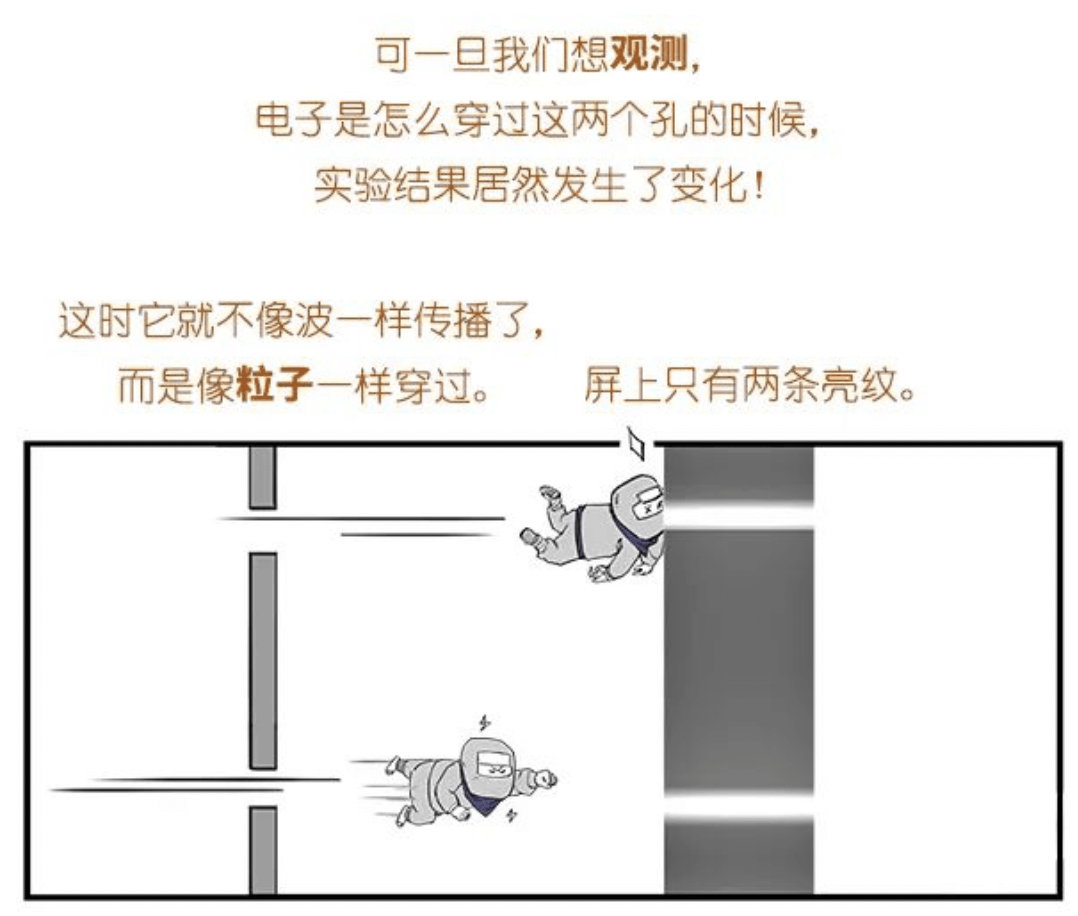 可一旦我们想观测，
电子是怎么穿过这两个孔的时候，
实验结果居然发生了变化！
这时它就不像波一样传播了，
而是像粒子一样穿过。
屏上只有两条亮纹。